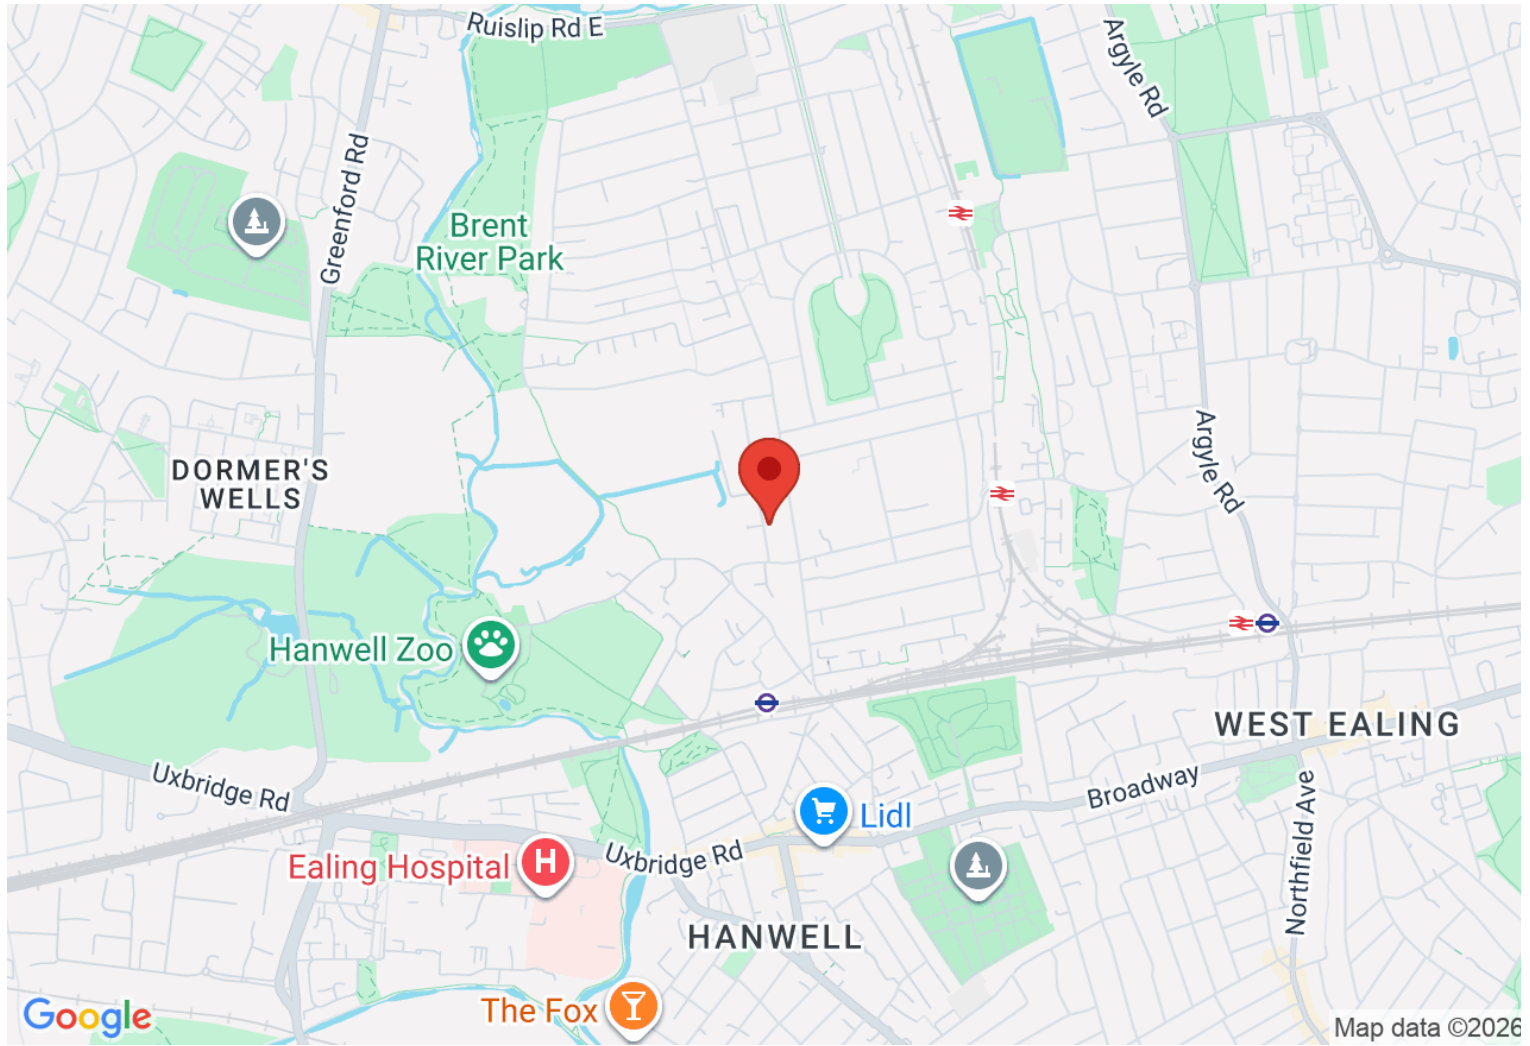 Ruislip Rd E
Argyle Rd
Greenford Rd
Brent
River Park
Argyle Rd
DORMER'S
WELLS
Hanwell Zoo
WEST EALING
Uxbridge Rd
Broadway
Lidl
Uxbridge Rd
Ealing Hospital
H
Northfield Ave
HANWELL
The Fox
Google
Map data ©2026